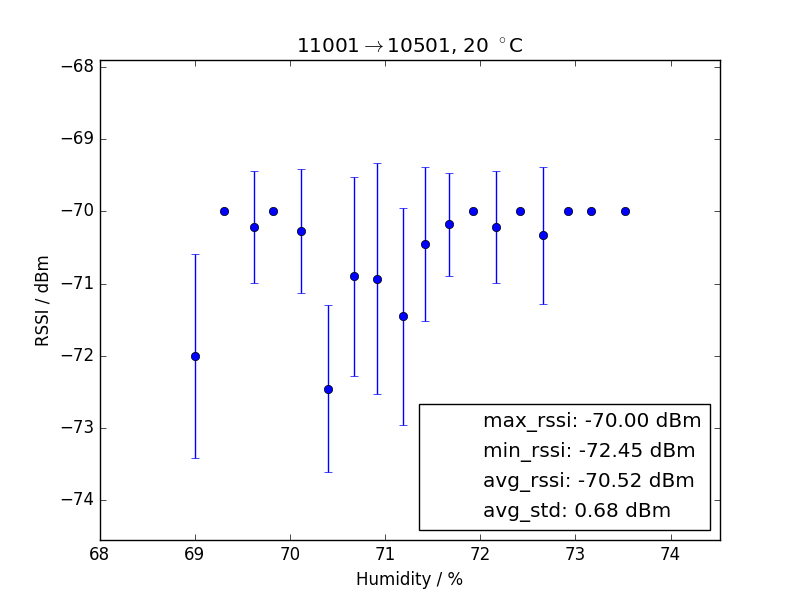 11001→10501, 20 °C
−68
−69
−70
−71
−72
−73
−74
RSSI / dBm
max_rssi: -70.00 dBm
min_rssi: -72.45 dBm
avg_rssi: -70.52 dBm
avg_std: 0.68 dBm
68 69 70 71 72 73 74
Humidity / %